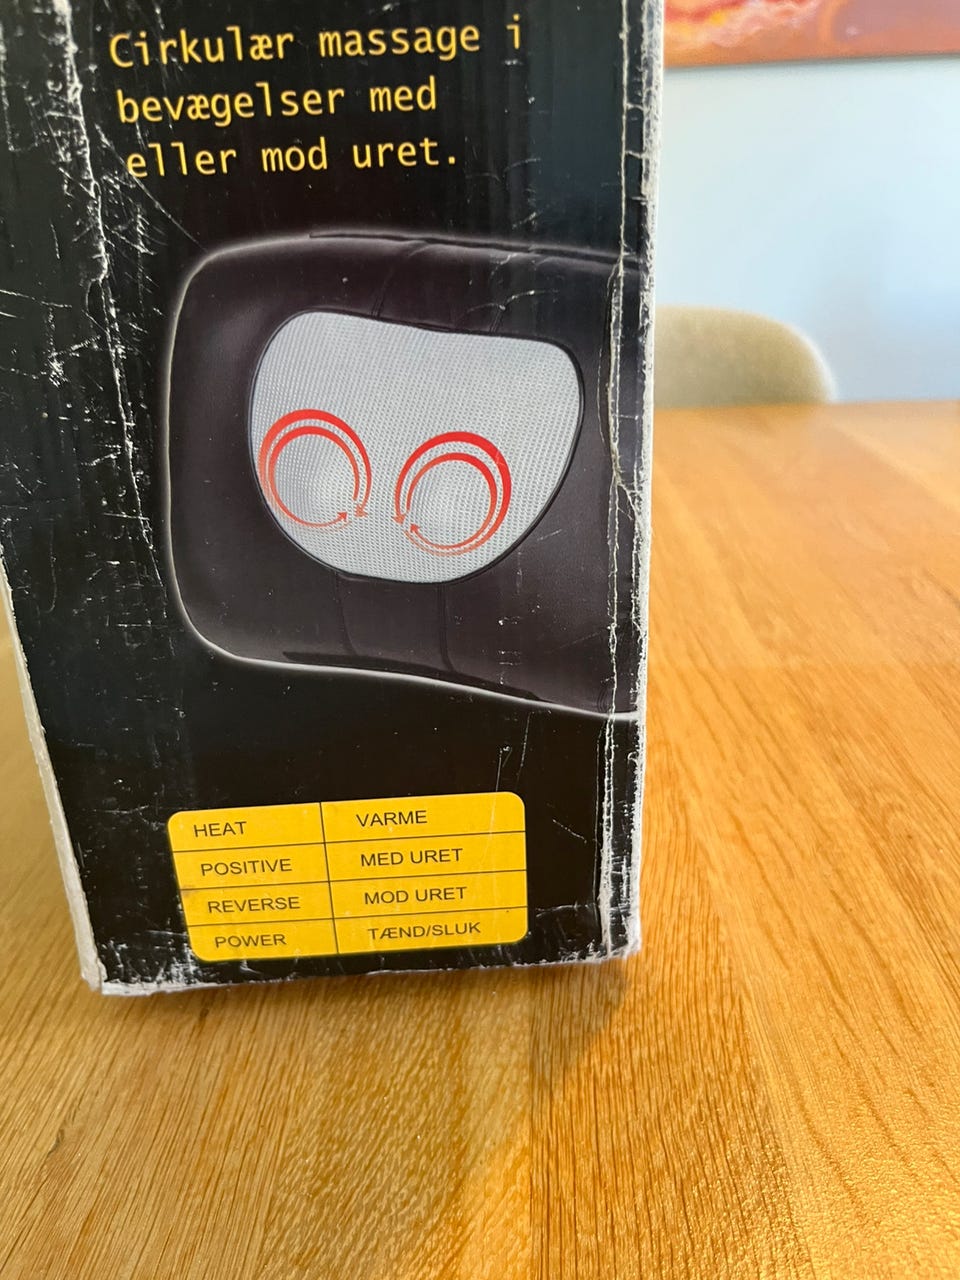 Cirkulær massage i
bevægelser med
eller mod uret.
HEAT VARME
POSITIVE MED URET
REVERSE MOD URET
POWER TÆND/SLUK